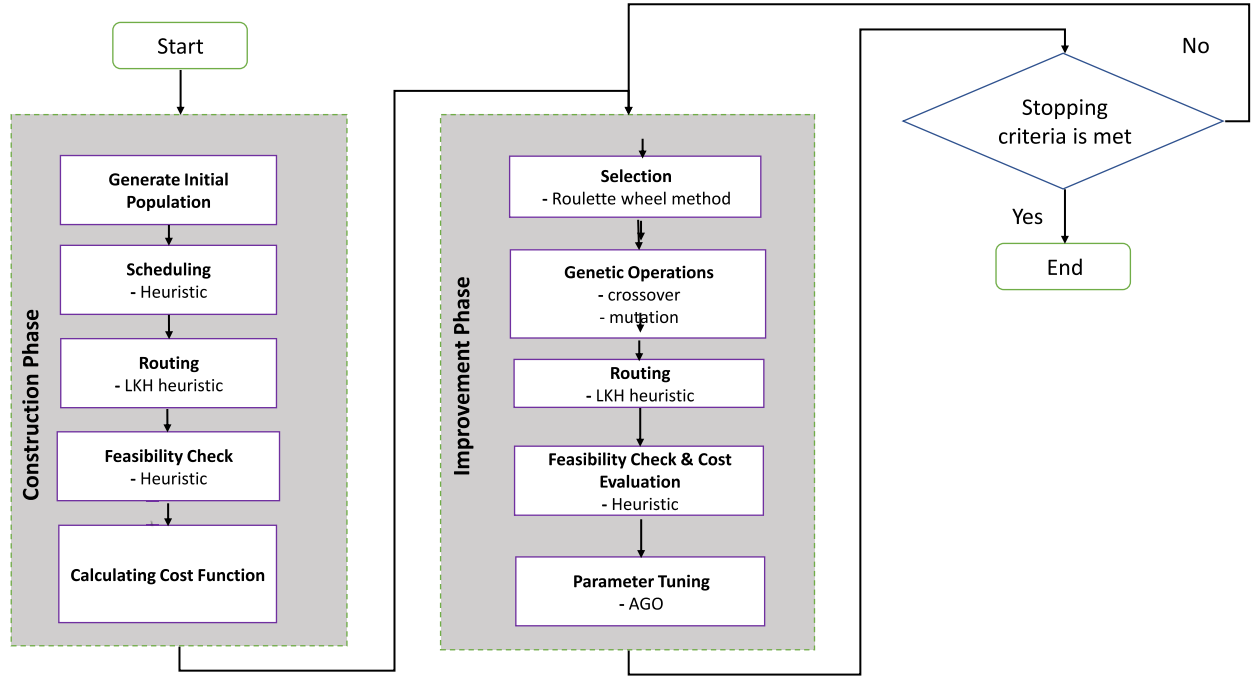 Start
Construction Phase
Generate Initial
Population
Scheduling
- Heuristic
Routing
- LKH heuristic
Feasibility Check
- Heuristic
Calculating Cost Function
Improvement Phase
Selection
- Roulette wheel method
Genetic Operations
- crossover
- mutation
Routing
- LKH heuristic
Feasibility Check & Cost
Evaluation
- Heuristic
Parameter Tuning
- AGO
Stopping
criteria is met
No
Yes
End